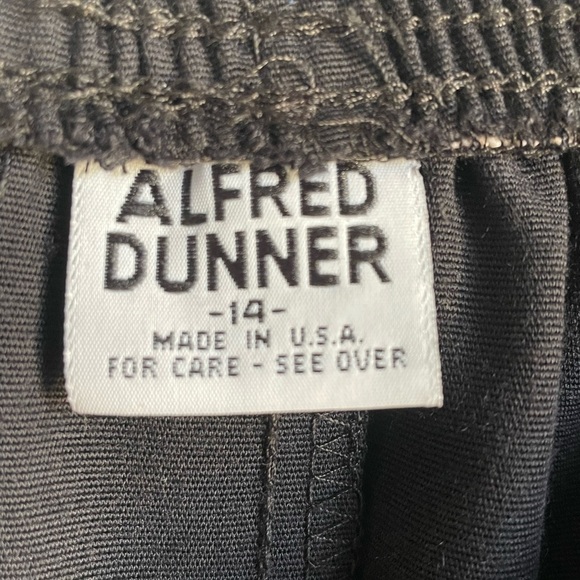 ALFRED
DUNNER
-14-
MADE IN U.S.A.
FOR CARE - SEE OVER